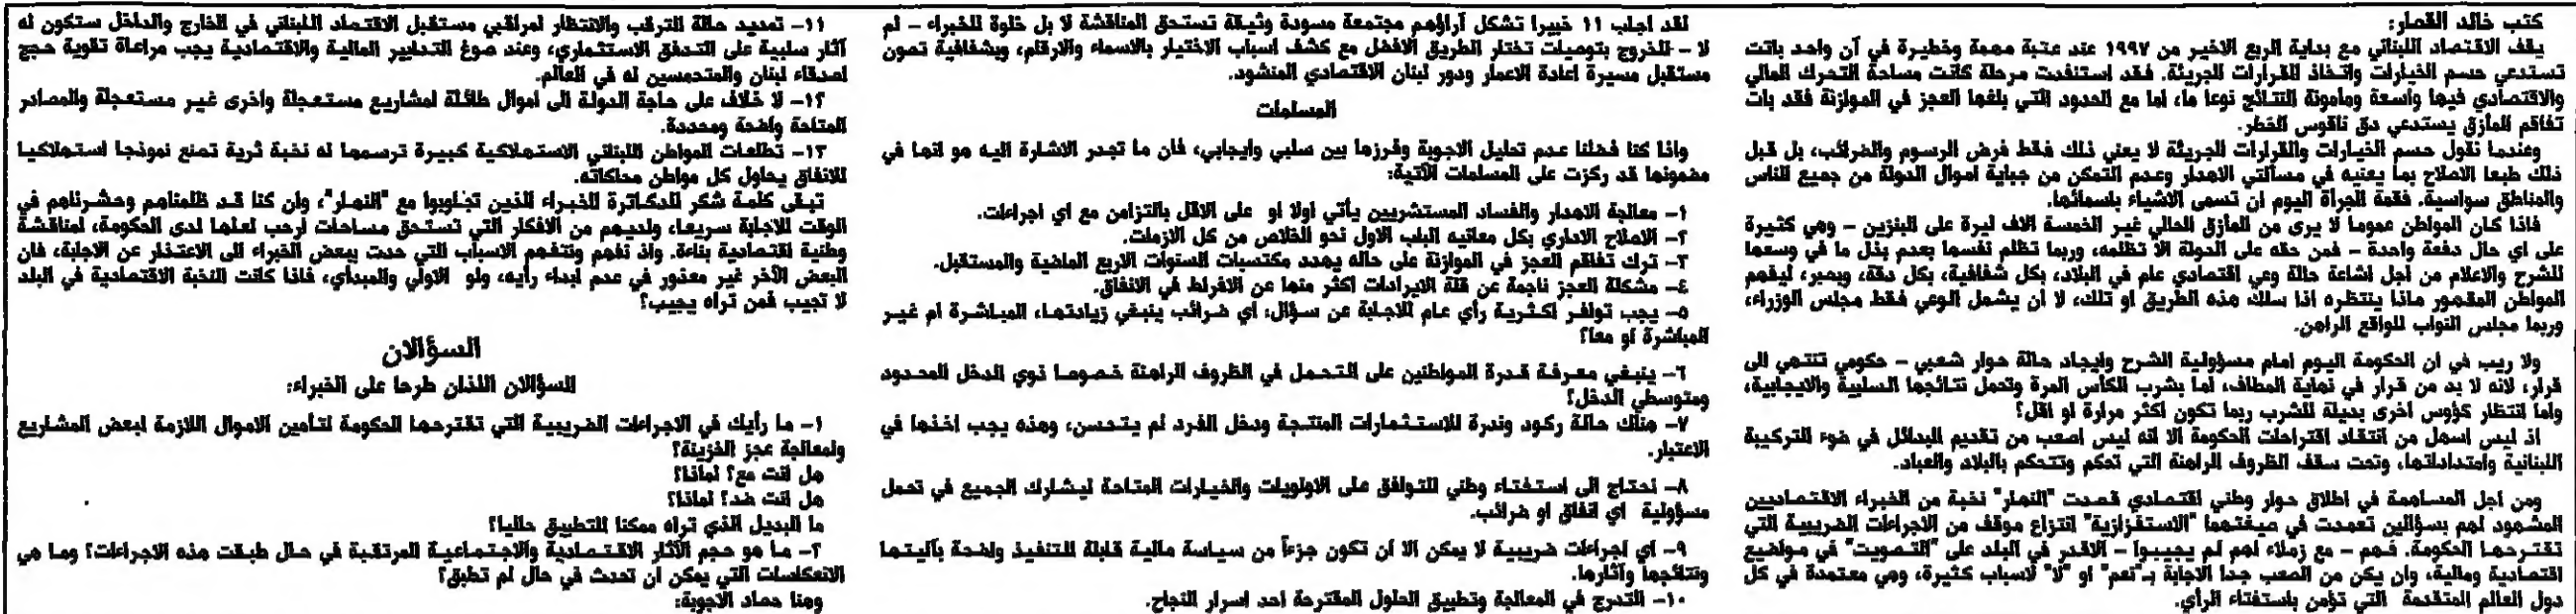 كتب خالد القصار:
يقف الاقتصاد اللبناني مع بداية الربع الاخير من ١٩٩٧ عند عتبة مهمة وخطيرة في آن واحد باتت
تستدعي حسم الخيارات واتخاذ القرارات الجريئة. فقد استنفدت مرحلة كانت مساحة التحرك المالي
والاقتصادي فيها واسعة ومأمونة النتائج نوعا ما، اما مع الحدود التي بلغها العجز في الموازنة فقد بات
تفاقم المأزق يستدعي دق ناقوس الخطر.
وعندما نقول حسم الخيارات والقرارات الجريئة لا يعني ذلك فقط فرض الرسوم والضرائب، بل قبل
ذلك طبعا الاصلاح بما يعنيه في مسألتي الاهدار وعدم التمكن من جباية اموال الدولة من جميع الناس
والمناطق سواسية. فقمة الجرأة اليوم ان تسمى الاشياء باسمائها.
فاذا كان المواطن عموما لا يرى من المأزق الحالي غير الخمسة الاف ليرة على البنزين - وهي كثيرة
على اي حال دفعة واحدة - فمن حقه على الدولة الا تظلمه، وربما تظلم نفسها بعدم بذل ما في وسعها
للشرح والاعلام من اجل اشاعة حالة وعي اقتصادي عام في البلاد، بكل شفافية، بكل دقة، وبصبر، ليفهم
المواطن المقهور ماذا ينتظره اذا سلك هذه الطريق او تلك، لا ان يشمل الوعي فقط مجلس الوزراء،
وربما مجلس النواب للواقع الراهن.
ولا ريب في ان الحكومة اليوم امام مسؤولية الشرح وايجاد حالة حوار شعبي - حكومي تنتهي الى
قرار، لانه لا بد من قرار في نهاية المطاف، اما بشرب الكأس المرة وتحمل نتائجها السلبية والايجابية،
واما انتظار كؤوس اخرى بديلة للشرب ربما تكون اكثر مرارة او اقل؟
اذ ليس اسهل من انتقاد اقتراحات الحكومة الا انه ليس اصعب من تقديم البدائل في ضوء التركيبة
اللبنانية وامتداداتها، وتحت سقف الظروف الراهنة التي تحكم وتتحكم بالبلاد والعباد.
ومن اجل المساهمة في اطلاق حوار وطني اقتصادي قصدت "النهار" نخبة من الخبراء الاقتصاديين
المشهود لهم بسؤالين تعمدت في صيغتهما "الاستفزازية" انتزاع موقف من الاجراءات الضريبية التي
تقترحها الحكومة. فهم - مع زملاء لهم لم يجيبوا - الاقدر في البلد على "التصويت" في مواضيع
اقتصادية ومالية، وان يكن من الصعب جدا الاجابة بـ"نعم" او "لا" لاسباب كثيرة، وهي معتمدة في كل
دول العالم المتقدمة التي تؤمن باستفتاء الرأي.
لقد اجاب ١١ خبيرا تشكل آراؤهم مجتمعة مسودة وثيقة تستحق المناقشة لا بل خلوة للخبراء - لم
لا - للخروج بتوصيات تختار الطريق الافضل مع كشف اسباب الاختيار بالاسماء والارقام، وبشفافية تصون
مستقبل مسيرة اعادة الاعمار ودور لبنان الاقتصادي المنشود.
المسلمات
واذا كنا فضلنا عدم تحليل الاجوبة وفرزها بين سلبي وايجابي، فان ما تجدر الاشارة اليه هو انها في
مضمونها قد ركزت على المسلمات الآتية:
١- معالجة الاهدار والفساد المستشريين يأتي اولا او على الاقل بالتزامن مع اي اجراءات.
٢- الاصلاح الاداري بكل معانيه الباب الاول نحو الخلاص من كل الازمات.
٣- ترك تفاقم العجز في الموازنة على حاله يهدد مكتسبات السنوات الاربع الماضية والمستقبل.
٤- مشكلة العجز ناجمة عن قلة الايرادات اكثر منها عن الافراط في الانفاق.
٥- يجب توافر اكثرية رأي عام للاجابة عن سؤال: اي ضرائب ينبغي زيادتها، المباشرة ام غير
المباشرة او معا؟
٦- ينبغي معرفة قدرة المواطنين على التحمل في الظروف الراهنة خصوصا ذوي الدخل المحدود
ومتوسطي الدخل؟
٧- هناك حالة ركود وندرة للاستثمارات المنتجة ودخل الفرد لم يتحسن، وهذه يجب اخذها في
الاعتبار.
٨- نحتاج الى استفتاء وطني للتوافق على الاولويات والخيارات المتاحة ليشارك الجميع في تحمل
مسؤولية اي انفاق او ضرائب.
٩- اي اجراءات ضريبية لا يمكن الا ان تكون جزءاً من سياسة مالية قابلة للتنفيذ واضحة بآليتها
ونتائجها وآثارها.
١٠- التدرج في المعالجة وتطبيق الحلول المقترحة احد اسرار النجاح.
١١- تمديد حالة الترقب والانتظار لمراقبي مستقبل الاقتصاد اللبناني في الخارج والداخل ستكون له
آثار سلبية على التدفق الاستثماري، وعند صوغ التدابير المالية والاقتصادية يجب مراعاة تقوية حجج
اصدقاء لبنان والمتحمسين له في العالم.
١٢- لا خلاف على حاجة الدولة الى اموال طائلة لمشاريع مستعجلة واخرى غير مستعجلة والمصادر
المتاحة واضحة ومحددة.
١٣- تطلعات المواطن اللبناني الاستهلاكية كبيرة ترسمها له نخبة ثرية تصنع نموذجا استهلاكيا
للانفاق يحاول كل مواطن محاكاته.
تبقى كلمة شكر للدكاترة الخبراء الذين تجاوبوا مع "النهار"، وان كنا قد ظلمناهم وحشرناهم في
الوقت للاجابة سريعا، ولديهم من الافكار التي تستحق مساحات ارحب لعلها لدى الحكومة، لمناقشة
وطنية اقتصادية بناءة. واذ نفهم ونتفهم الاسباب التي حدت ببعض الخبراء الى الاعتذار عن الاجابة، فان
البعض الآخر غير معذور في عدم ابداء رأيه، ولو الاولي والمبدأي، فاذا كانت النخبة الاقتصادية في البلد
لا تجيب فمن تراه يجيب؟
السؤالان
السؤالان اللذان طرحا على الخبراء:
١- ما رأيك في الاجراءات الضريبية التي تقترحها الحكومة لتأمين الاموال اللازمة لبعض المشاريع
ولمعالجة عجز الخزينة؟
هل انت مع؟ لماذا؟
هل انت ضد؟ لماذا؟
ما البديل الذي تراه ممكنا للتطبيق حاليا؟
٢- ما هو حجم الآثار الاقتصادية والاجتماعية المرتقبة في حال طبقت هذه الاجراءات؟ وما هي
الانعكاسات التي يمكن ان تحدث في حال لم تطبق؟
وهنا حصاد الاجوبة: